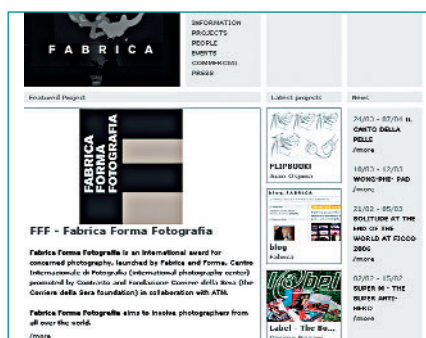 FABRICA
INFORMATION
PROJECTS
PEOPLE
EVENTS
COMMERCIAL
PRESS
Featured Project
FABRICA
FORMA
FOTOGRAFIA
FFF - Fabrica Forma Fotografia
Fabrica Forma Fotografia is an international award for
concerned photography, launched by Fabrica and Forma, Centro
Internazionale di Fotografia (international photography center)
promoted by Contrasto and Fondazione Corriere della Sera (the
Corriere della Sera foundation) in collaboration with ATM.
Fabrica Forma Fotografia aims to involve photographers from
all over the world.
/more
Latest projects
FLIPBOOK!
Juan Ospina
blog.FABRICA
blog
Fabrica
label
Label - The Bo...
News
24/03 - 07/04 IL
CANTO DELLA
PELLE
/more
10/03 - 12/03
WONG-PHE- PAD
/more
21/02 - 05/03
SOLITUDE AT THE
END OF THE
WORLD AT FICCO
2006
/more
02/02 - 15/02
SUPER M - THE
SUPER ANTI-
HERO
/more